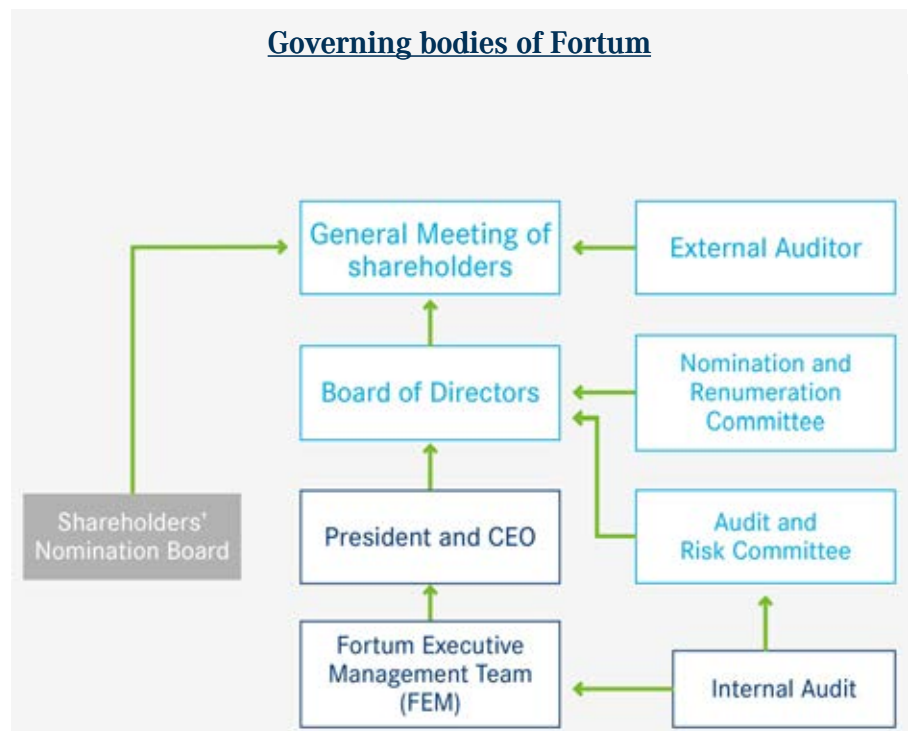 Governing bodies of Fortum
General Meeting of
shareholders
External Auditor
Board of Directors
Nomination and
Renumeration
Committee
Shareholders'
Nomination Board
President and CEO
Audit and
Risk Committee
Fortum Executive
Management Team
(FEM)
Internal Audit